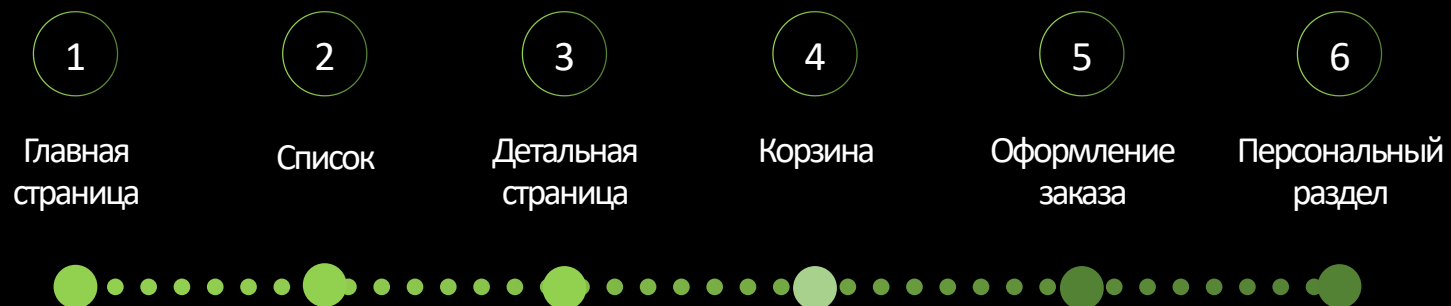 1
2
3
4
5
6
Главная
страница
Список
Детальная
страница
Корзина
Оформление
заказа
Персональный
раздел